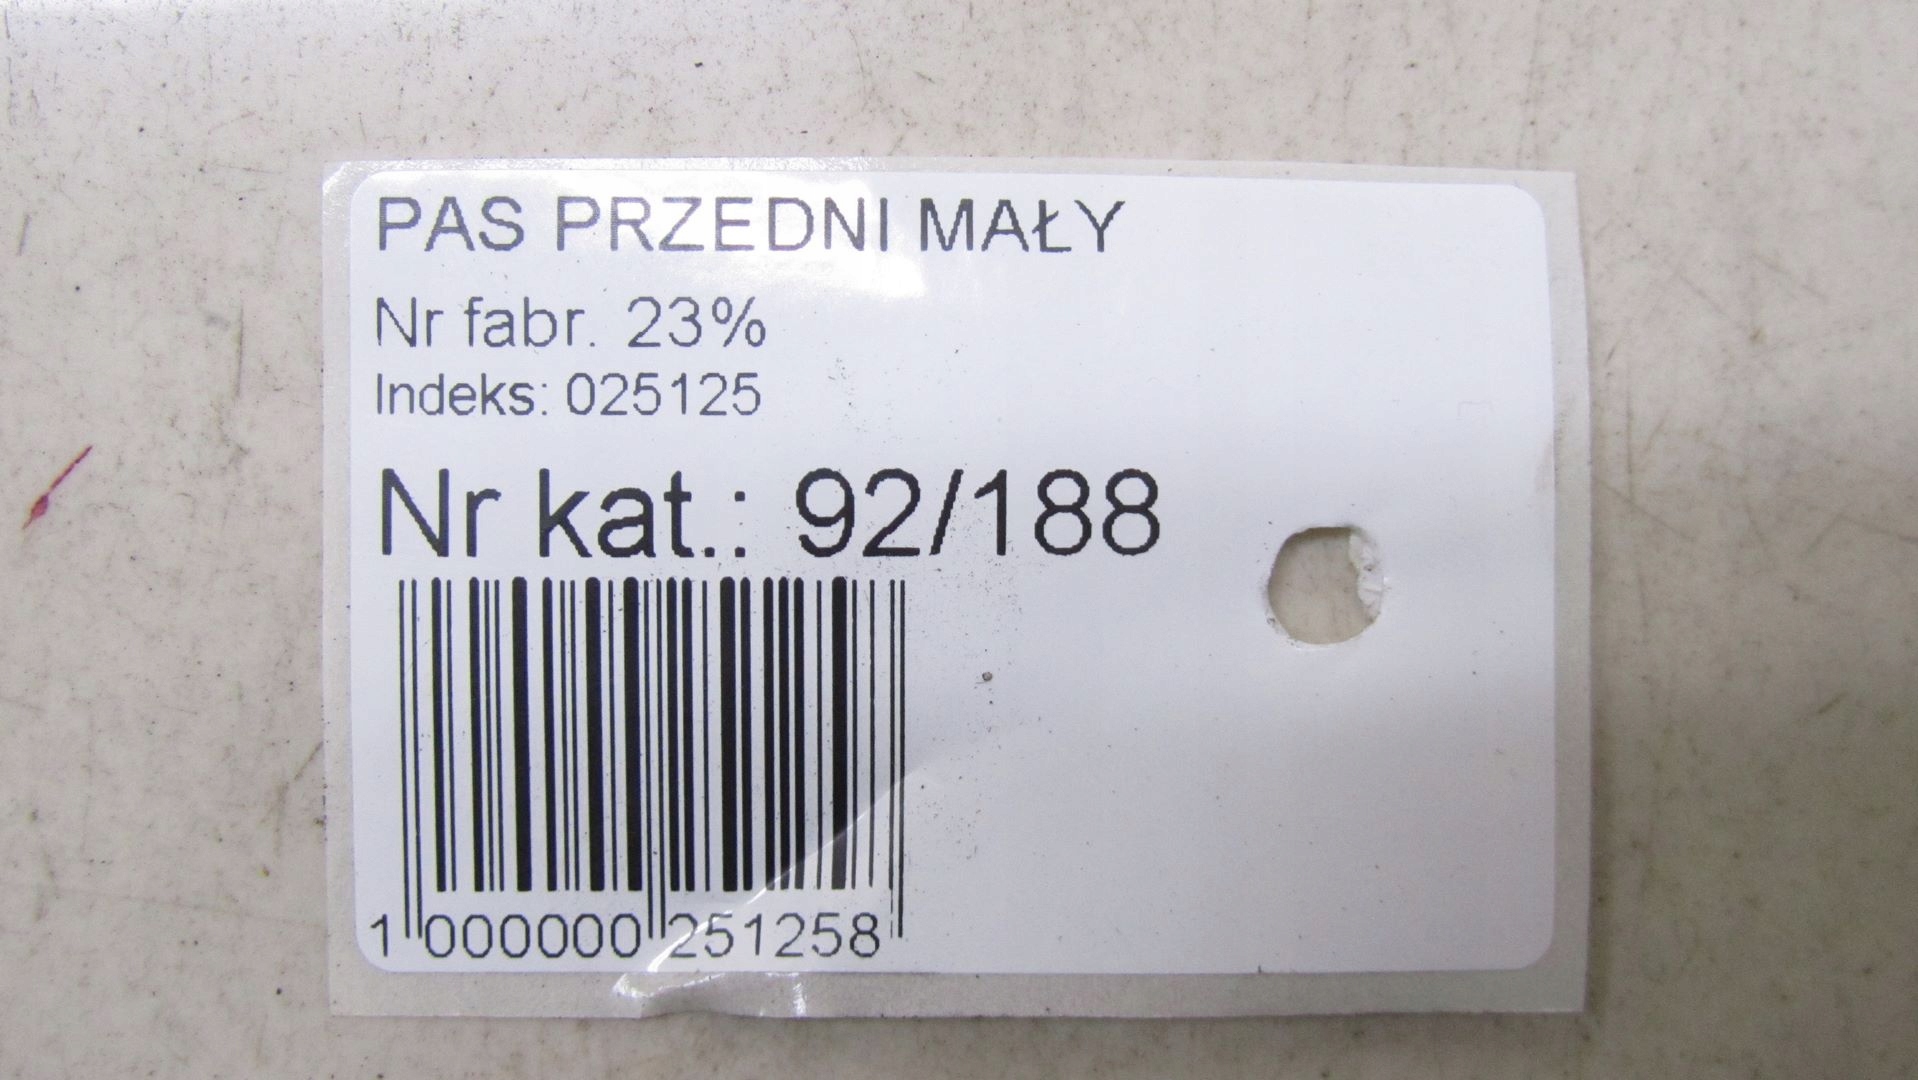 PAS PRZEDNI MAŁY
Nr fabr. 23%
Indeks: 025125
Nr kat.: 92/188
1 000000 251258